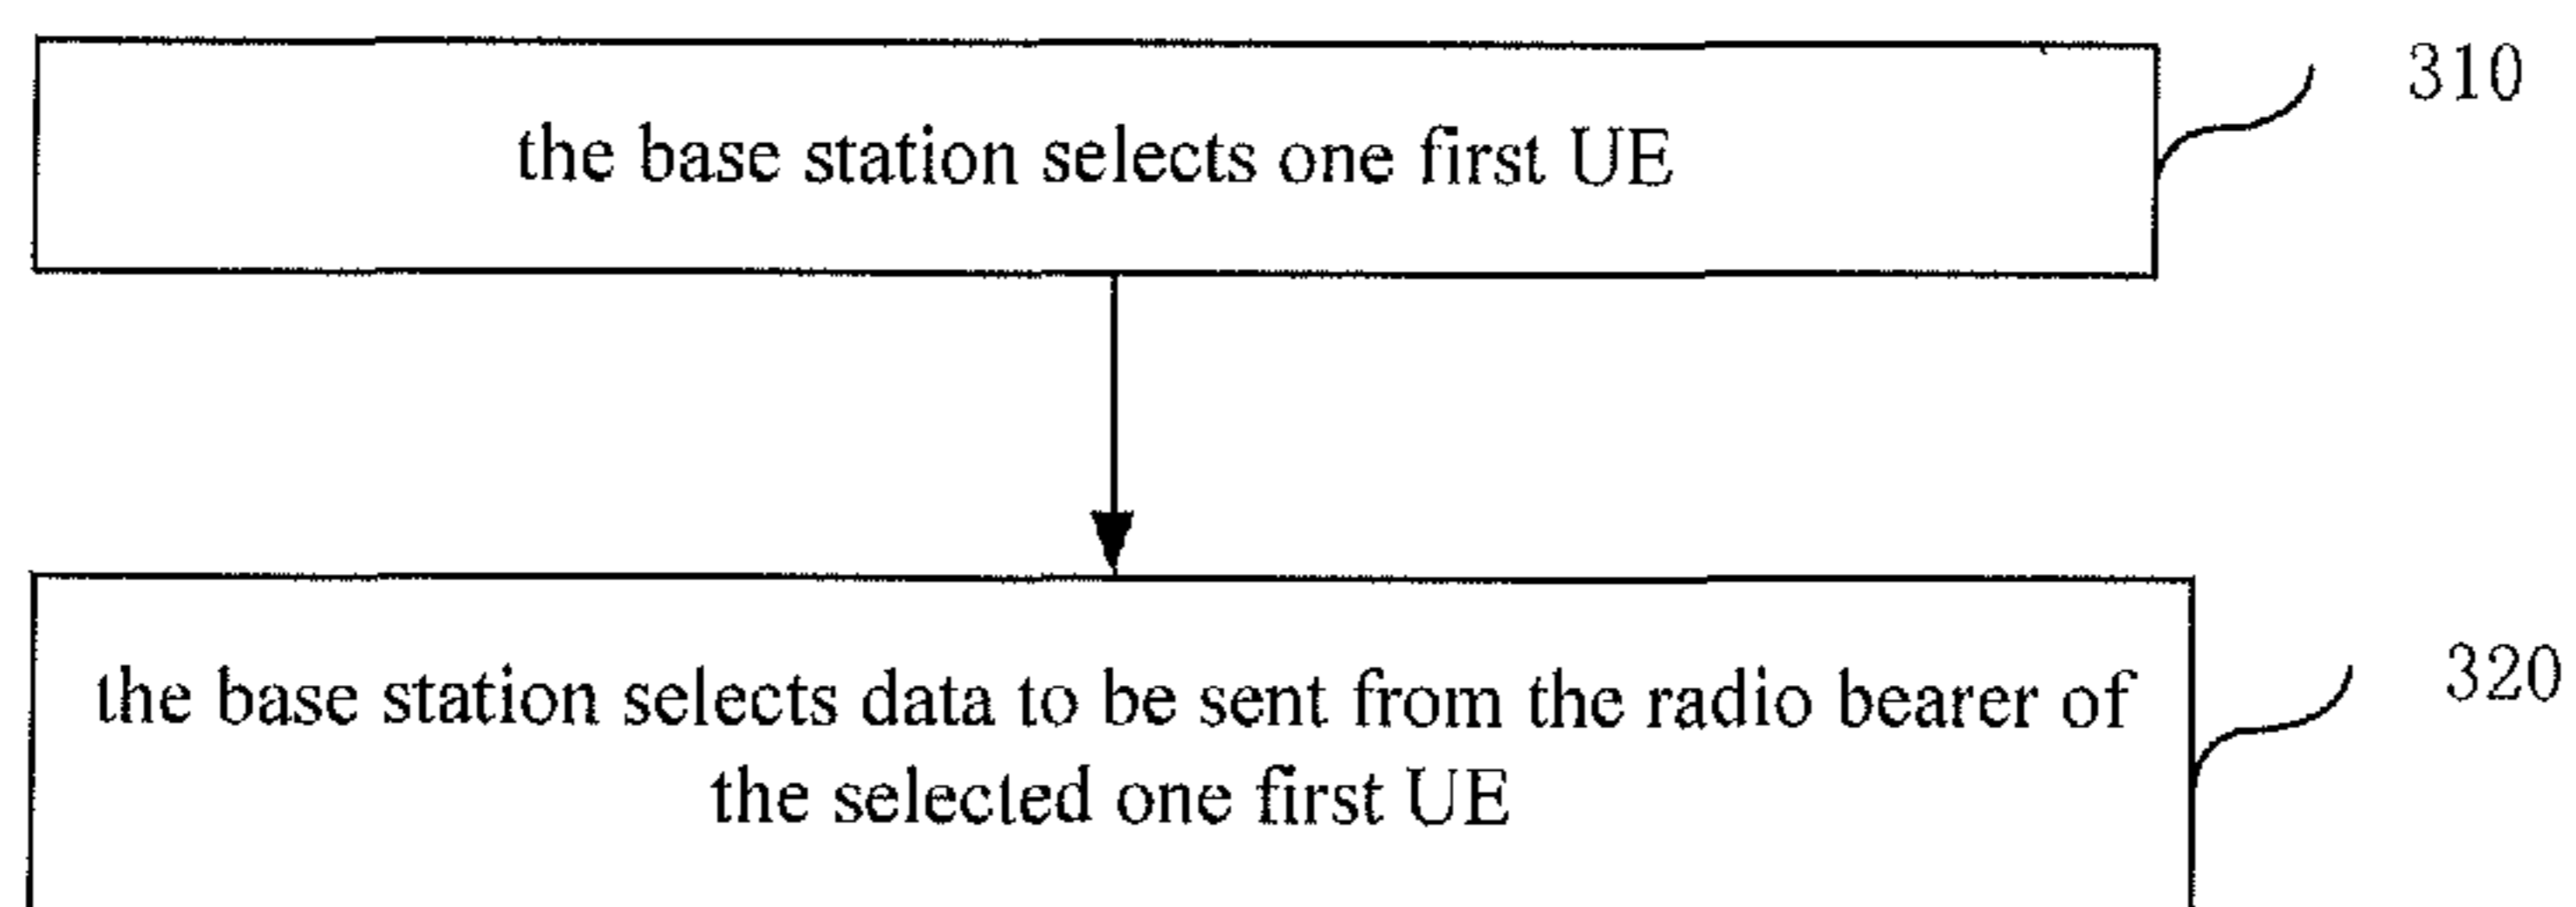 310
the base station selects one first UE
320
the base station selects data to be sent from the radio bearer of
the selected one first UE